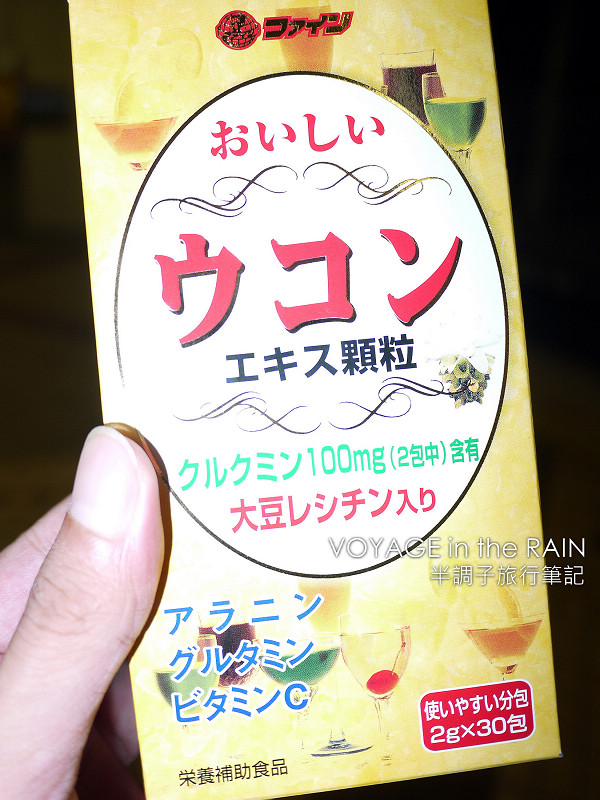 ファイン
おいしい
ウコン
エキス顆粒
クルクミン100mg(2包中)含有
大豆レシチン入り
VOYAGE in the RAIN
半調子旅行筆記
アラニン
グルタミン
ビタミンC
使いやすい分包
2g×30包
栄養補助食品